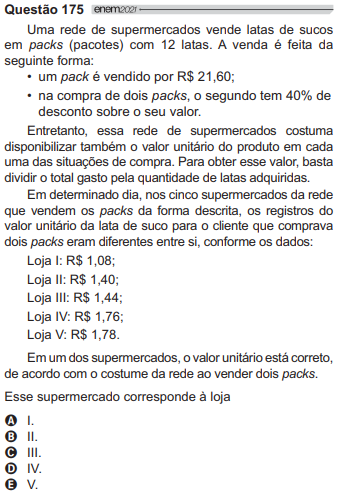 Questão 175 enem2021
Uma rede de supermercados vende latas de sucos
em packs (pacotes) com 12 latas. A venda é feita da
seguinte forma:
• um pack é vendido por R$ 21,60;
• na compra de dois packs, o segundo tem 40% de
desconto sobre o seu valor.
Entretanto, essa rede de supermercados costuma
disponibilizar também o valor unitário do produto em cada
uma das situações de compra. Para obter esse valor, basta
dividir o total gasto pela quantidade de latas adquiridas.
Em determinado dia, nos cinco supermercados da rede
que vendem os packs da forma descrita, os registros do
valor unitário da lata de suco para o cliente que comprava
dois packs eram diferentes entre si, conforme os dados:
Loja I: R$ 1,08;
Loja II: R$ 1,40;
Loja III: R$ 1,44;
Loja IV: R$ 1,76;
Loja V: R$ 1,78.
Em um dos supermercados, o valor unitário está correto,
de acordo com o costume da rede ao vender dois packs.
Esse supermercado corresponde à loja
A I.
B II.
C III.
D IV.
E V.